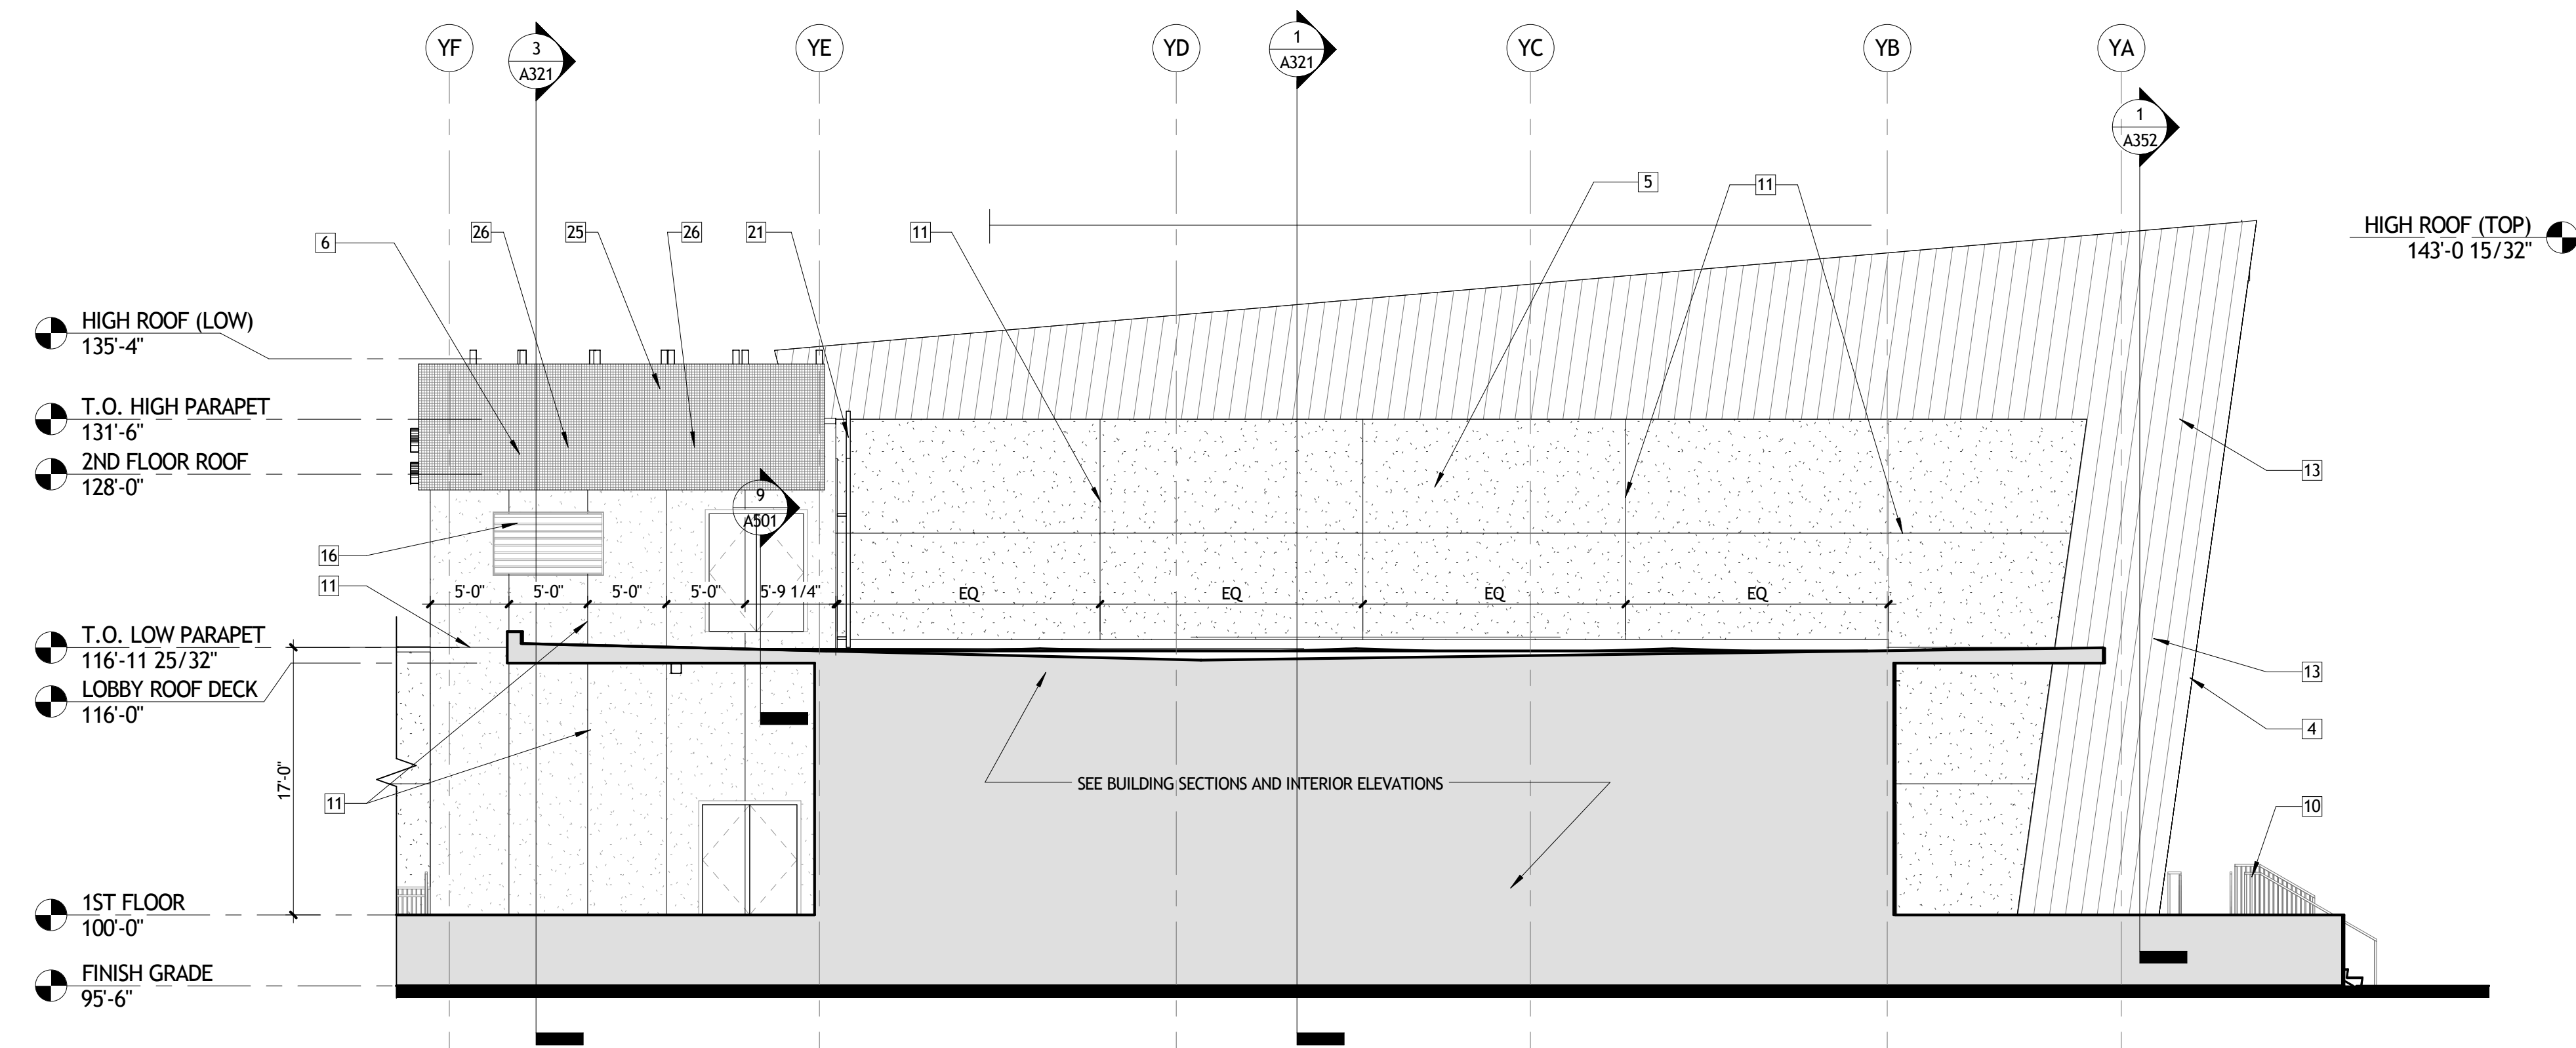 YF
3
A321
YE
YD
1
A321
YC
YB
YA
1
A352
5
11
6
26
25
26
21
11
HIGH ROOF (TOP)
143'-0 15/32"
HIGH ROOF (LOW)
135'-4"
T.O. HIGH PARAPET
131'-6"
2ND FLOOR ROOF
128'-0"
13
9
A501
16
11
5'-0"
5'-0"
5'-0"
5'-0"
5'-9 1/4"
EQ
EQ
EQ
EQ
T.O. LOW PARAPET
116'-11 25/32"
LOBBY ROOF DECK
116'-0"
13
4
17'-0"
11
SEE BUILDING SECTIONS AND INTERIOR ELEVATIONS
10
1ST FLOOR
100'-0"
FINISH GRADE
95'-6"